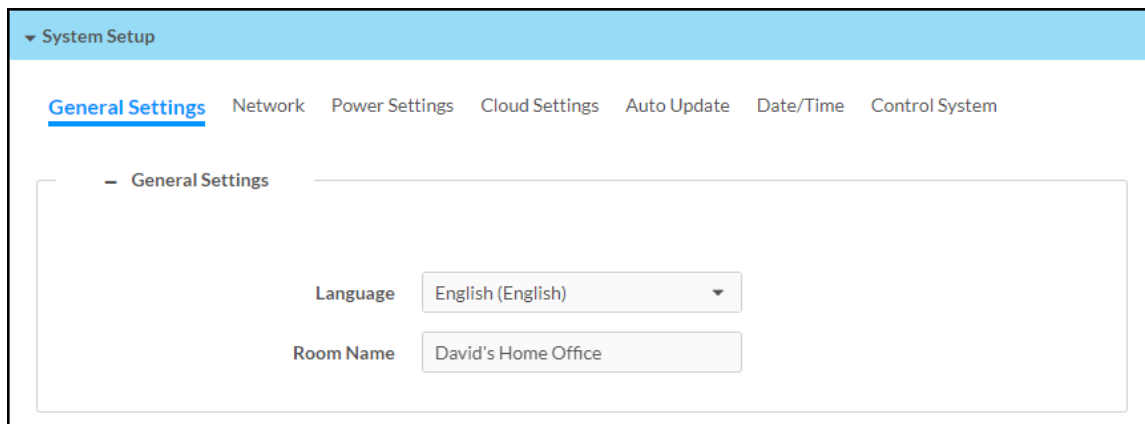 System Setup
General Settings Network Power Settings Cloud Settings Auto Update Date/Time Control System
– General Settings
Language English (English)
Room Name David's Home Office